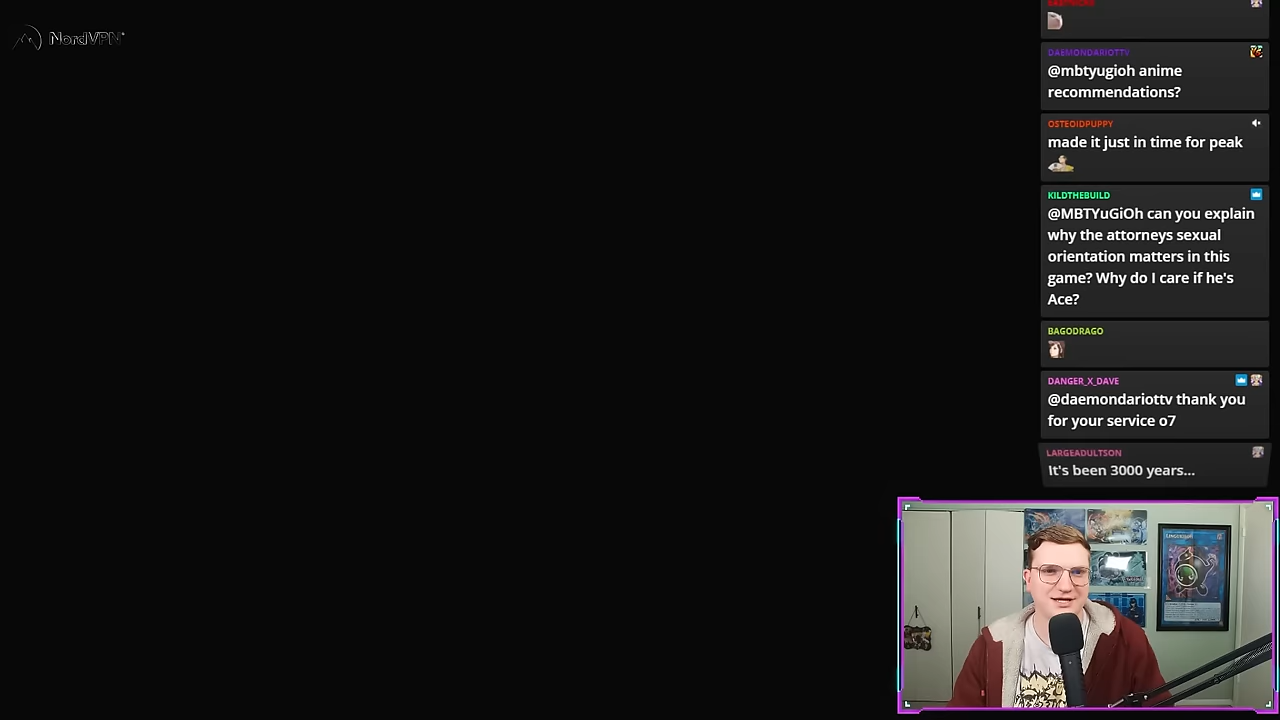 NordVPN®
DAEMONDARIOTTV
@mbtyugioh anime
recommendations?
OSTEOIDPUPPY
made it just in time for peak
KILDTHEBUILD
@MBTYuGiOh can you explain
why the attorneys sexual
orientation matters in this
game? Why do I care if he's
Ace?
BAGODRAGO
DANGER_X_DAVE
@daemondariottv thank you
for your service o7
LARGEADULTSON
It's been 3000 years...